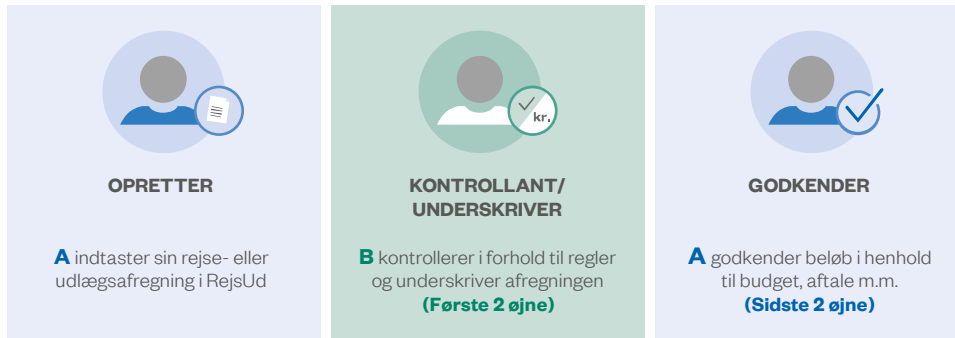 kr.
OPRETTER
A indtaster sin rejse- eller
udlægsafregning i RejsUd
KONTROLLANT/
UNDERSKRIVER
B kontrollerer i forhold til regler
og underskriver afregningen
(Første 2 øjne)
GODKENDER
A godkender beløb i henhold
til budget, aftale m.m.
(Sidste 2 øjne)